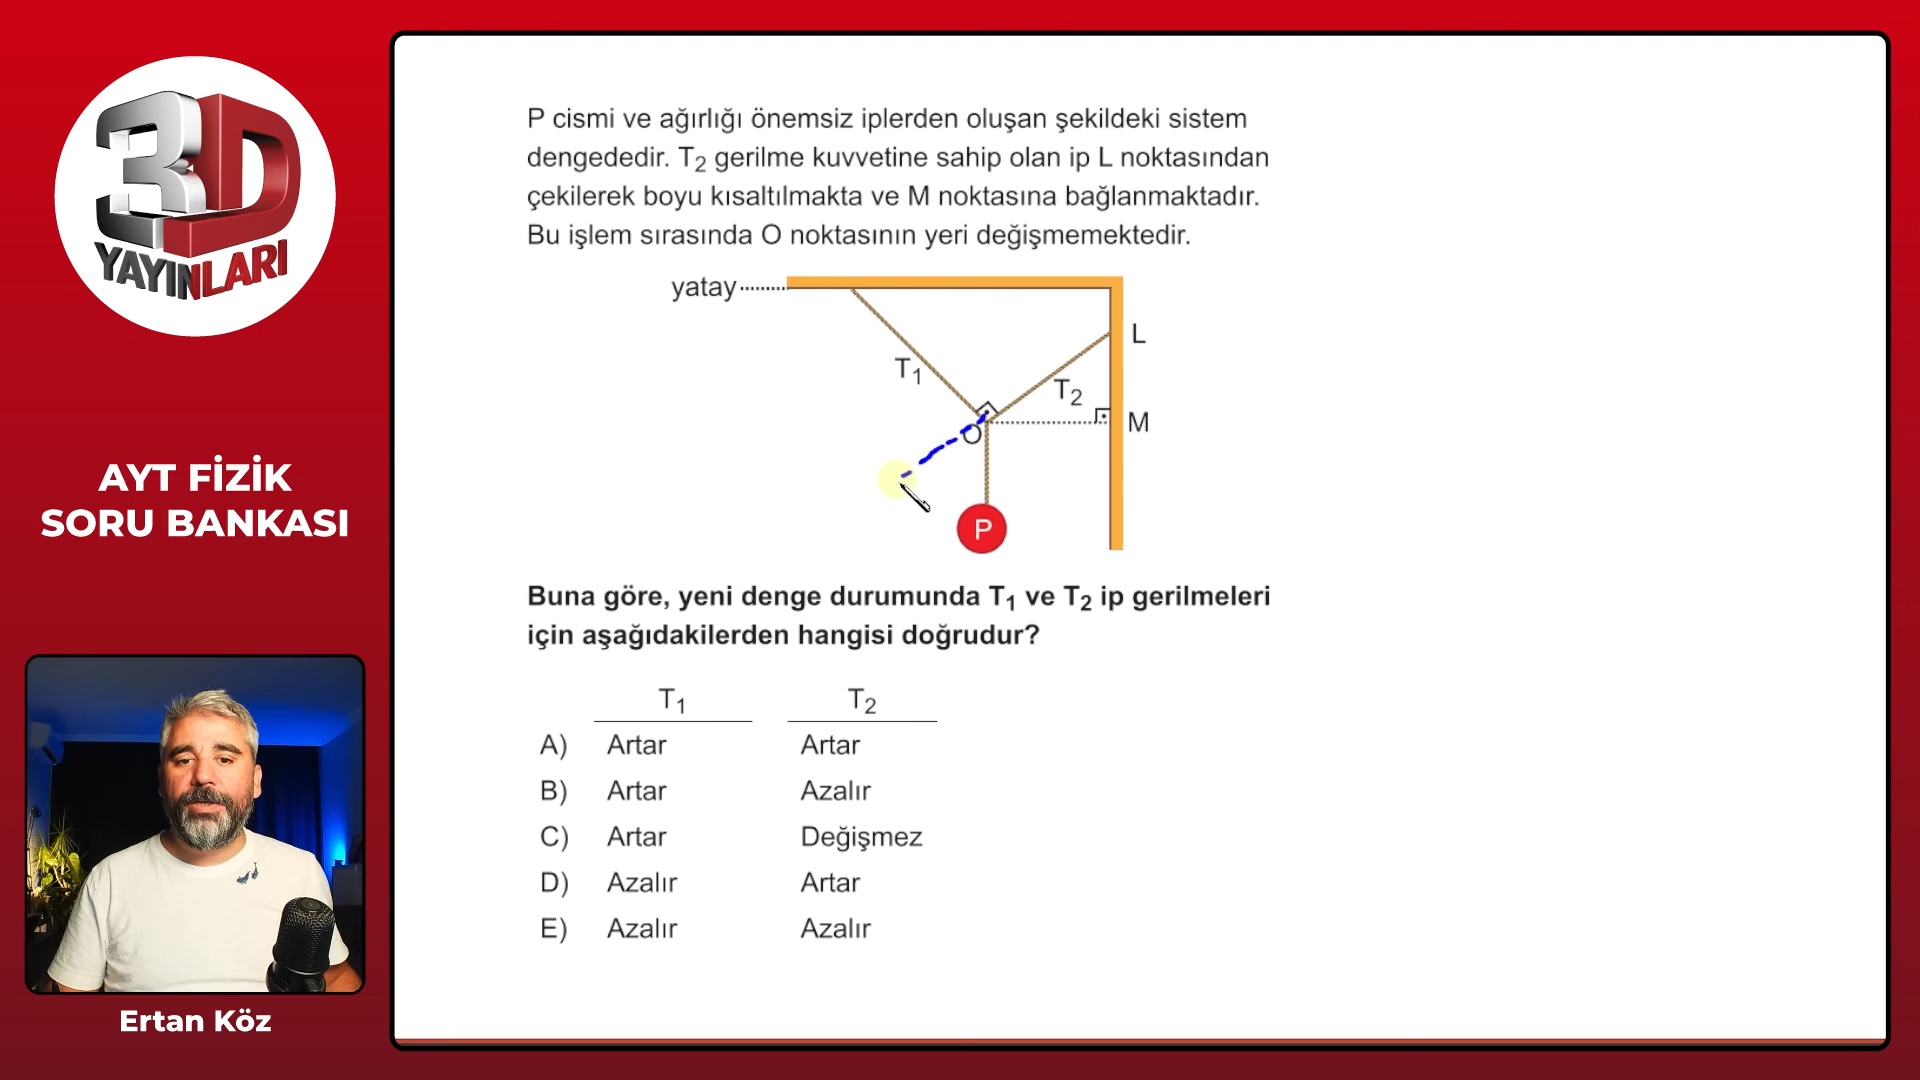 3D
YAYINLARI
AYT FİZİK
SORU BANKASI
Ertan Köz
P cismi ve ağırlığı önemsiz iplerden oluşan şekildeki sistem
dengededir. T₂ gerilme kuvvetine sahip olan ip L noktasından
çekilerek boyu kısaltılmakta ve M noktasına bağlanmaktadır.
Bu işlem sırasında O noktasının yeri değişmemektedir.
yatay
L
T₁
T₂
M
O
P
Buna göre, yeni denge durumunda T₁ ve T₂ ip gerilmeleri
için aşağıdakilerden hangisi doğrudur?
T₁ T₂
A) Artar Artar
B) Artar Azalır
C) Artar Değişmez
D) Azalır Artar
E) Azalır Azalır